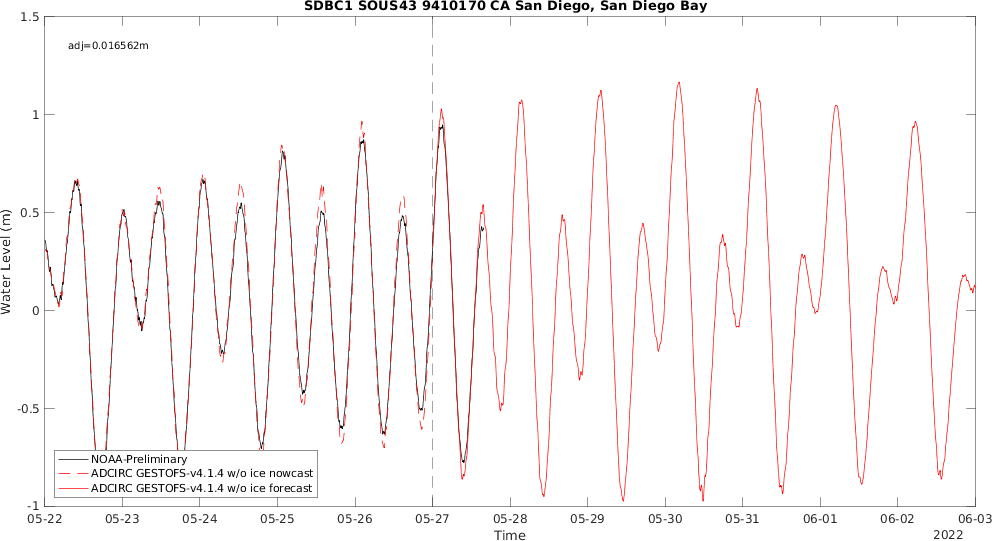 SDBC1 SOUS43 9410170 CA San Diego, San Diego Bay
adj=0.016562m
1.5
1
0.5
0
-0.5
-1
Water Level (m)
NOAA-Preliminary
ADCIRC GESTOFS-v4.1.4 w/o ice nowcast
ADCIRC GESTOFS-v4.1.4 w/o ice forecast
05-22 05-23 05-24 05-25 05-26 05-27 05-28 05-29 05-30 05-31 06-01 06-02 06-03
Time
2022